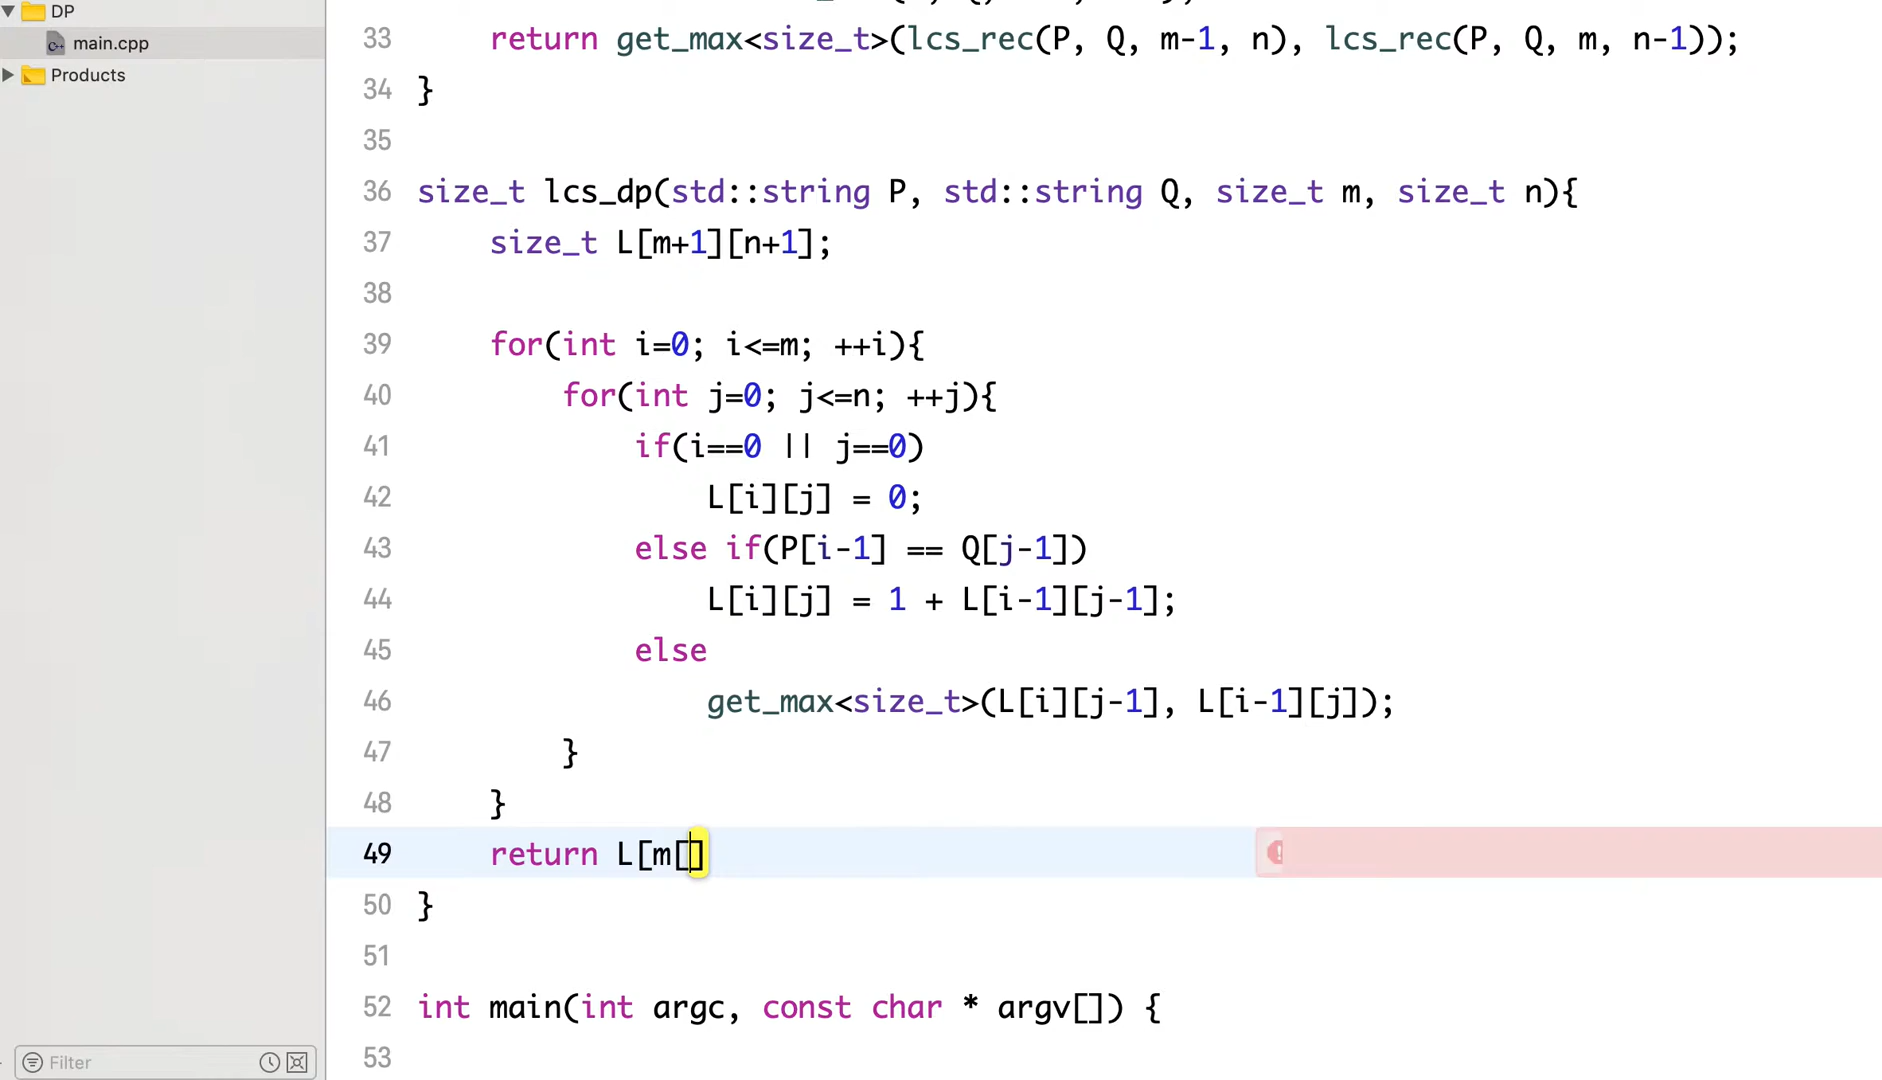 DP
main.cpp
Products
33 return get_max<size_t>(lcs_rec(P, Q, m-1, n), lcs_rec(P, Q, m, n-1));
34 }
35
36 size_t lcs_dp(std::string P, std::string Q, size_t m, size_t n){
37 size_t L[m+1][n+1];
38
39 for(int i=0; i<=m; ++i){
40 for(int j=0; j<=n; ++j){
41 if(i==0 || j==0)
42 L[i][j] = 0;
43 else if(P[i-1] == Q[j-1])
44 L[i][j] = 1 + L[i-1][j-1];
45 else
46 get_max<size_t>(L[i][j-1], L[i-1][j]);
47 }
48 }
49 return L[m[]
50 }
51
52 int main(int argc, const char * argv[]) {
53
Filter